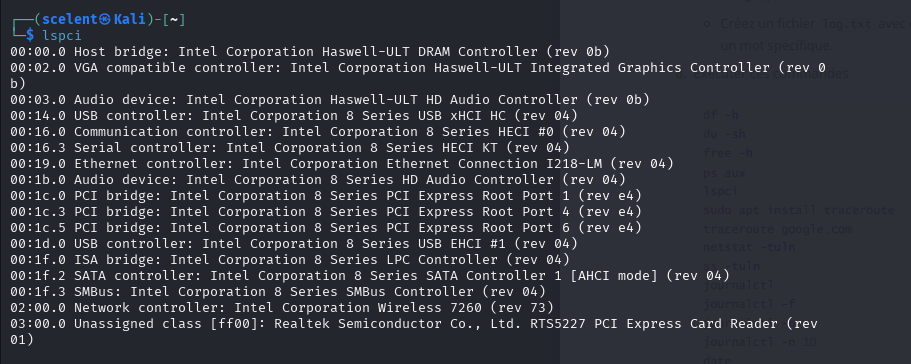 ┌──(scelent㉿Kali)-[~]
└─$ lspci
00:00.0 Host bridge: Intel Corporation Haswell-ULT DRAM Controller (rev 0b)
00:02.0 VGA compatible controller: Intel Corporation Haswell-ULT Integrated Graphics Controller (rev 0
b)
00:03.0 Audio device: Intel Corporation Haswell-ULT HD Audio Controller (rev 0b)
00:14.0 USB controller: Intel Corporation 8 Series USB xHCI HC (rev 04)
00:16.0 Communication controller: Intel Corporation 8 Series HECI #0 (rev 04)
00:16.3 Serial controller: Intel Corporation 8 Series HECI KT (rev 04)
00:19.0 Ethernet controller: Intel Corporation Ethernet Connection I218-LM (rev 04)
00:1b.0 Audio device: Intel Corporation 8 Series HD Audio Controller (rev 04)
00:1c.0 PCI bridge: Intel Corporation 8 Series PCI Express Root Port 1 (rev e4)
00:1c.3 PCI bridge: Intel Corporation 8 Series PCI Express Root Port 4 (rev e4)
00:1c.5 PCI bridge: Intel Corporation 8 Series PCI Express Root Port 6 (rev e4)
00:1d.0 USB controller: Intel Corporation 8 Series USB EHCI #1 (rev 04)
00:1f.0 ISA bridge: Intel Corporation 8 Series LPC Controller (rev 04)
00:1f.2 SATA controller: Intel Corporation 8 Series SATA Controller 1 [AHCI mode] (rev 04)
00:1f.3 SMBus: Intel Corporation 8 Series SMBus Controller (rev 04)
02:00.0 Network controller: Intel Corporation Wireless 7260 (rev 73)
03:00.0 Unassigned class [ff00]: Realtek Semiconductor Co., Ltd. RTS5227 PCI Express Card Reader (rev
01)
Créez un fichier log.txt avec
un mot spécifique.
commandes
df -h
du -sh
free -h
ps aux
lspci
sudo apt install traceroute
traceroute google.com
netstat -tuln
-tuln
journalctl
journalctl -f
journalctl -n 20
date